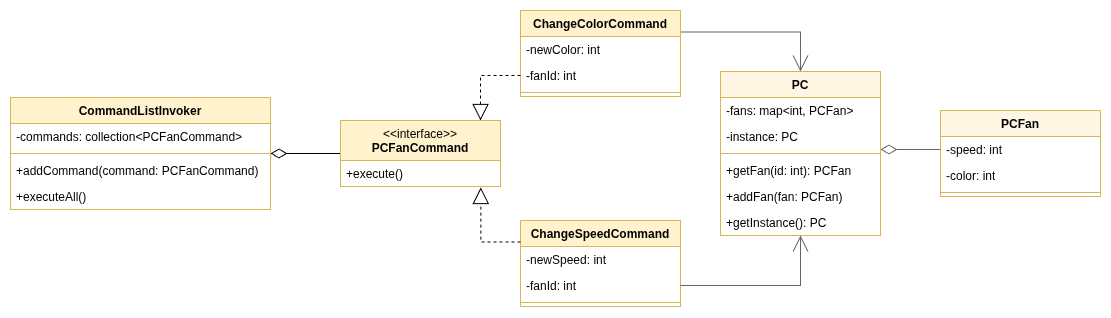 CommandListInvoker
-commands: collection<PCFanCommand>
+addCommand(command: PCFanCommand)
+executeAll()
<<interface>>
PCFanCommand
+execute()
ChangeColorCommand
-newColor: int
-fanId: int
ChangeSpeedCommand
-newSpeed: int
-fanId: int
PC
-fans: map<int, PCFan>
-instance: PC
+getFan(id: int): PCFan
+addFan(fan: PCFan)
+getInstance(): PC
PCFan
-speed: int
-color: int